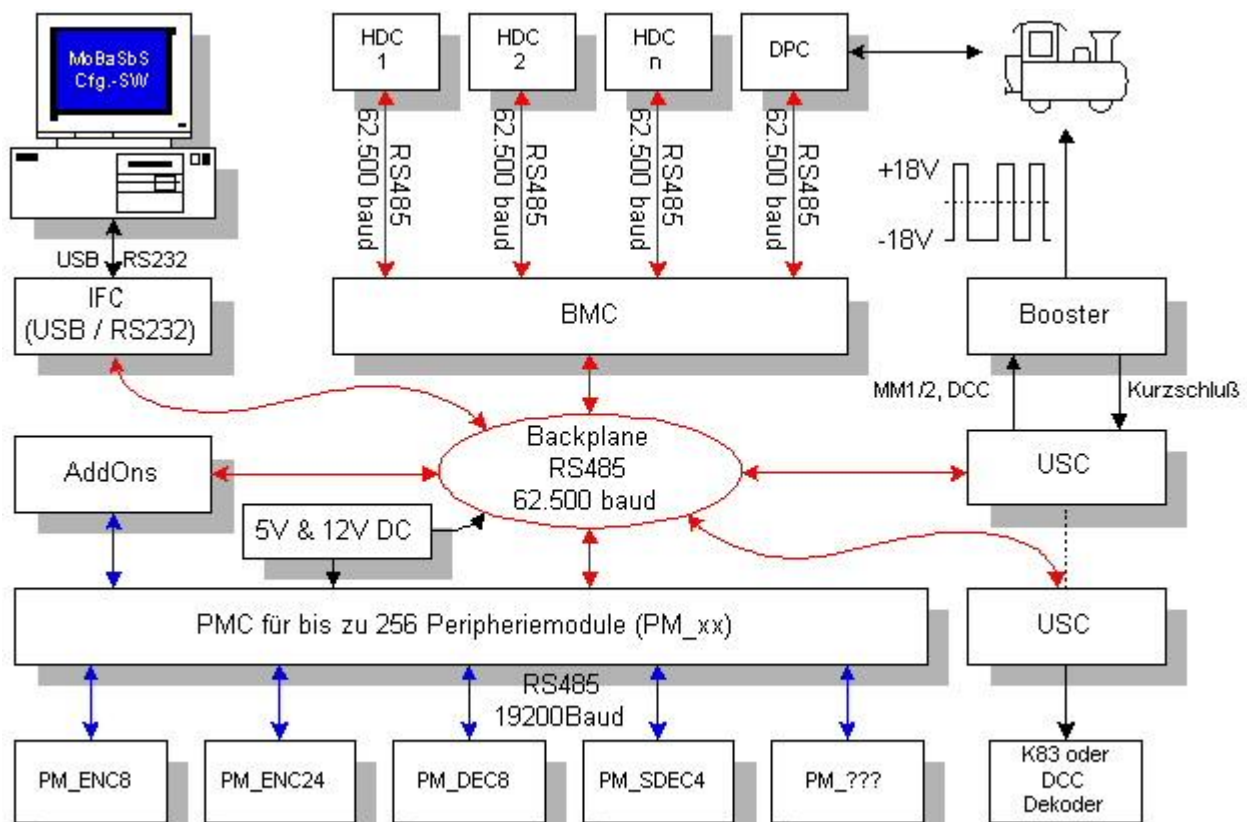 MoBaSbS
Cfg.-SW
HDC
1
HDC
2
HDC
n
DPC
RS485
62.500 baud
RS485
62.500 baud
RS485
62.500 baud
RS485
62.500 baud
+18V
-18V
USB
RS232
IFC
(USB / RS232)
BMC
Booster
MM1/2, DCC
Kurzschluß
Backplane
RS485
62.500 baud
AddOns
USC
5V & 12V DC
PMC für bis zu 256 Peripheriemodule (PM_xx)
USC
RS485
19200Baud
PM_ENC8
PM_ENC24
PM_DEC8
PM_SDEC4
PM_???
K83 oder
DCC
Dekoder